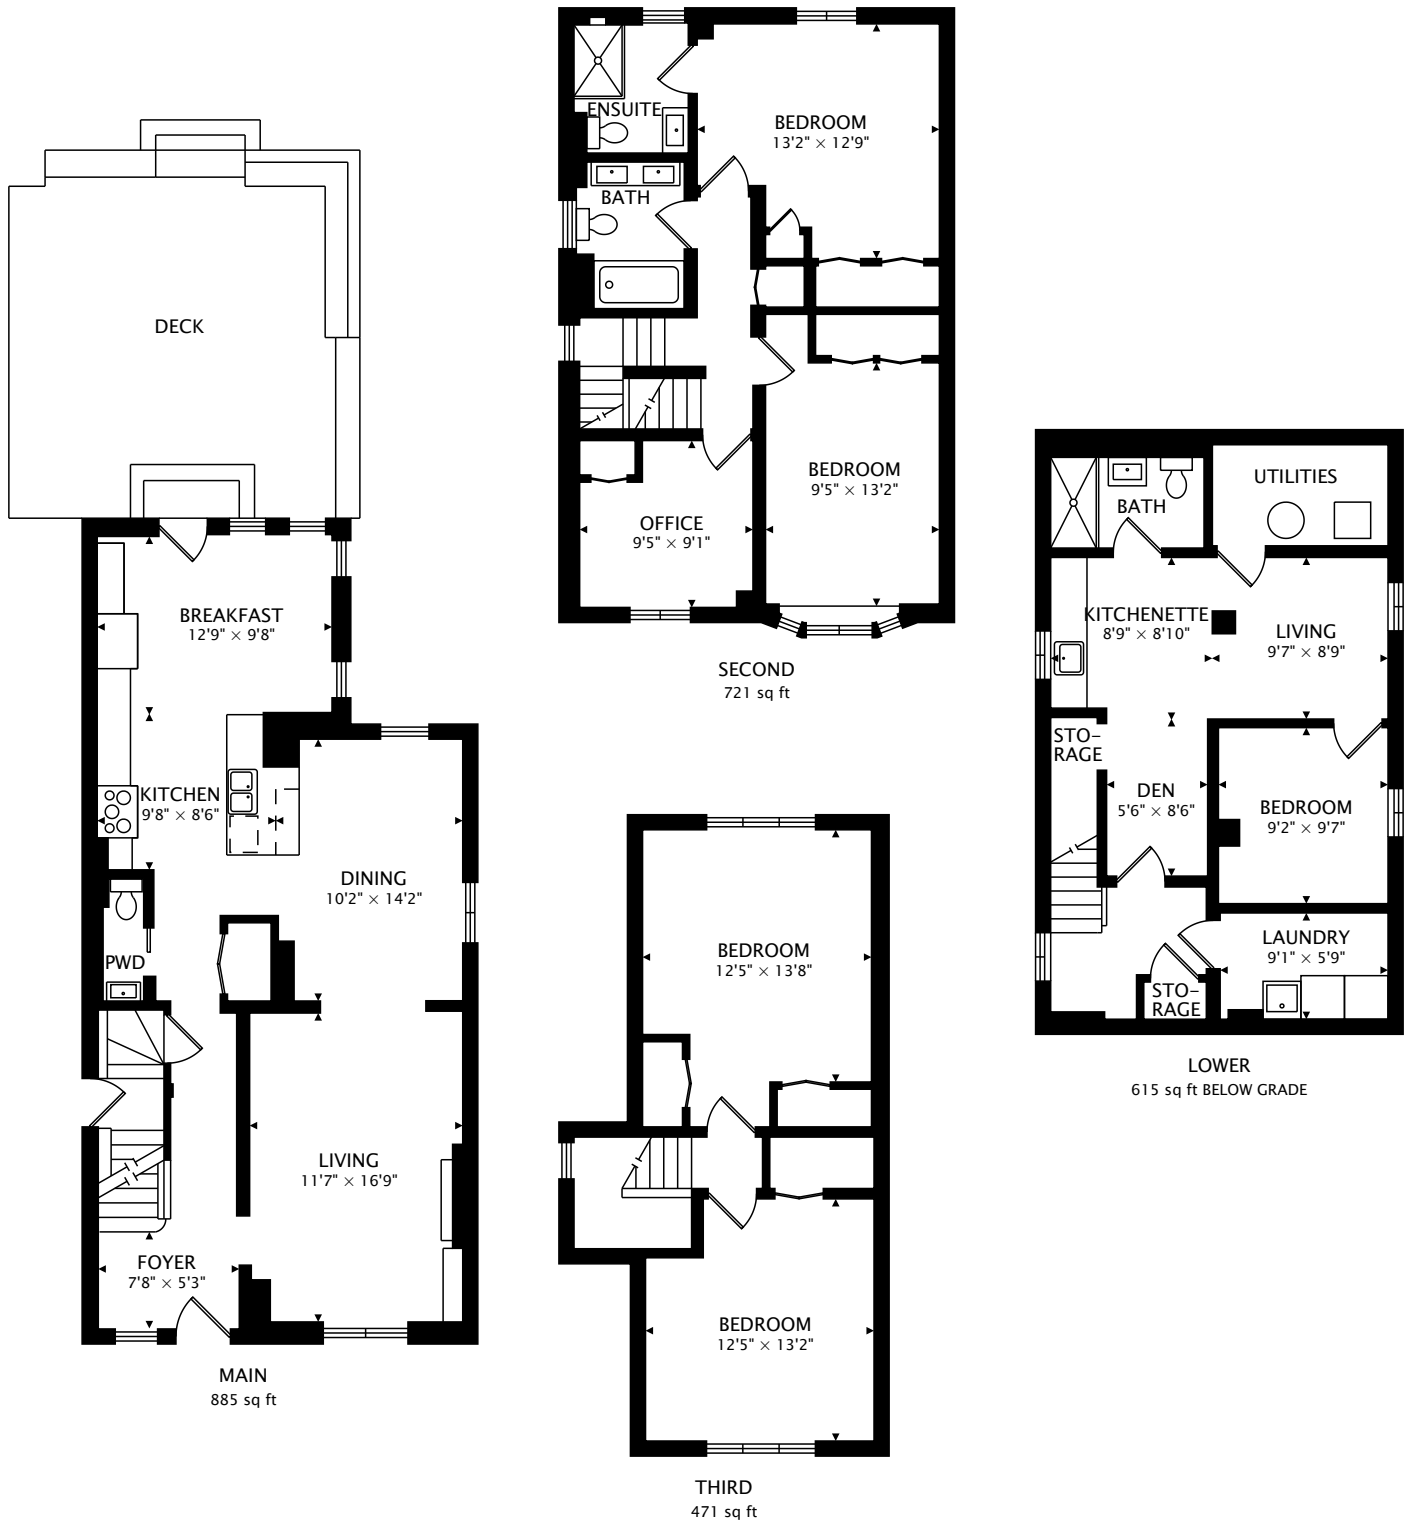 DECK
BREAKFAST
12'9" × 9'8"
KITCHEN
9'8" × 8'6"
DINING
10'2" × 14'2"
PWD
LIVING
11'7" × 16'9"
FOYER
7'8" × 5'3"
MAIN
885 sq ft
ENSUITE
BEDROOM
13'2" × 12'9"
BATH
BEDROOM
9'5" × 13'2"
OFFICE
9'5" × 9'1"
SECOND
721 sq ft
BEDROOM
12'5" × 13'8"
BEDROOM
12'5" × 13'2"
THIRD
471 sq ft
UTILITIES
BATH
KITCHENETTE
8'9" × 8'10"
LIVING
9'7" × 8'9"
STO-
RAGE
DEN
5'6" × 8'6"
BEDROOM
9'2" × 9'7"
LAUNDRY
9'1" × 5'9"
STO-
RAGE
LOWER
615 sq ft BELOW GRADE